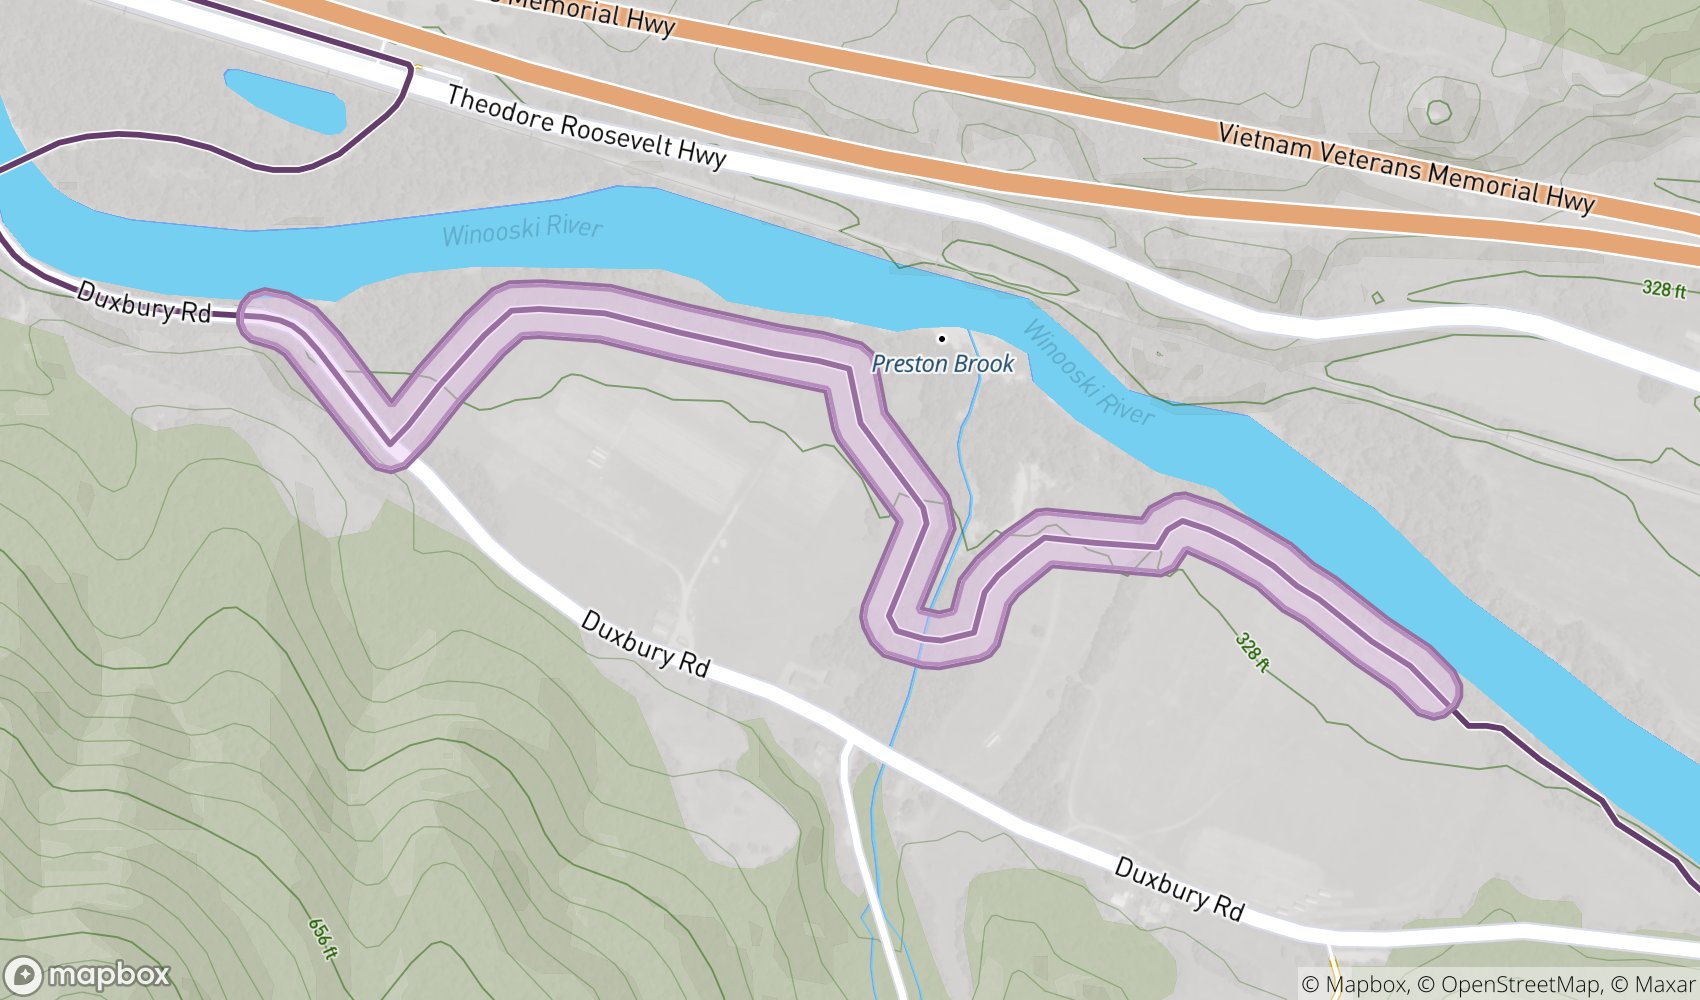 Memorial Hwy
Theodore Roosevelt Hwy
Vietnam Veterans Memorial Hwy
Winooski River
328 ft
Duxbury Rd
Winooski River
Preston Brook
Duxbury Rd
328 ft
Duxbury Rd
656 ft
mapbox
© Mapbox, © OpenStreetMap, © Maxar